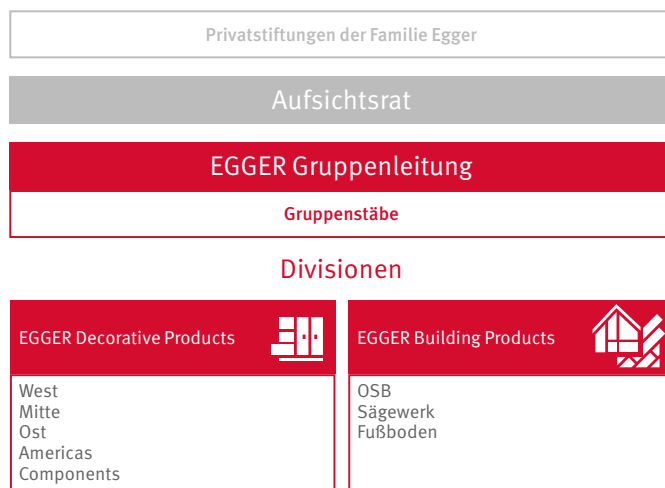 Privatstiftungen der Familie Egger
Aufsichtsrat
EGGER Gruppenleitung
Gruppenstäbe
Divisionen
EGGER Decorative Products
West
Mitte
Ost
Americas
Components
EGGER Building Products
OSB
Sägewerk
Fußboden